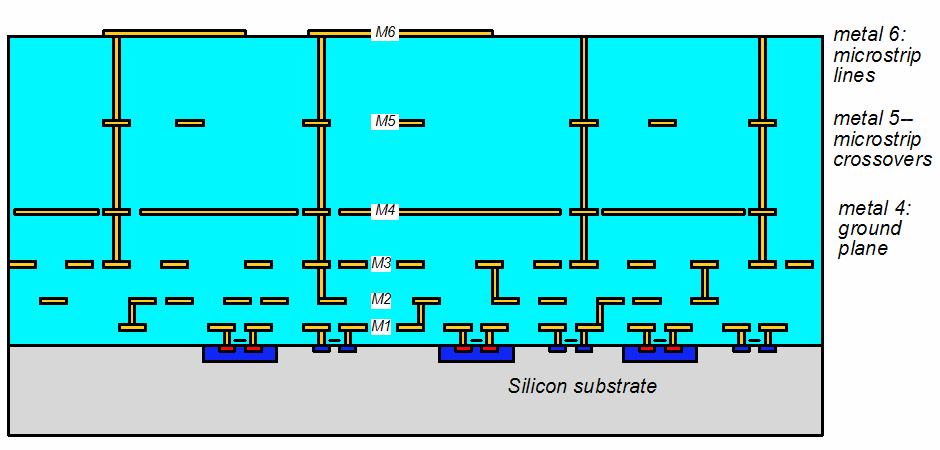 M6
metal 6:
microstrip
lines
M5
metal 5–
microstrip
crossovers
M4
metal 4:
ground
plane
M3
M2
M1
Silicon substrate